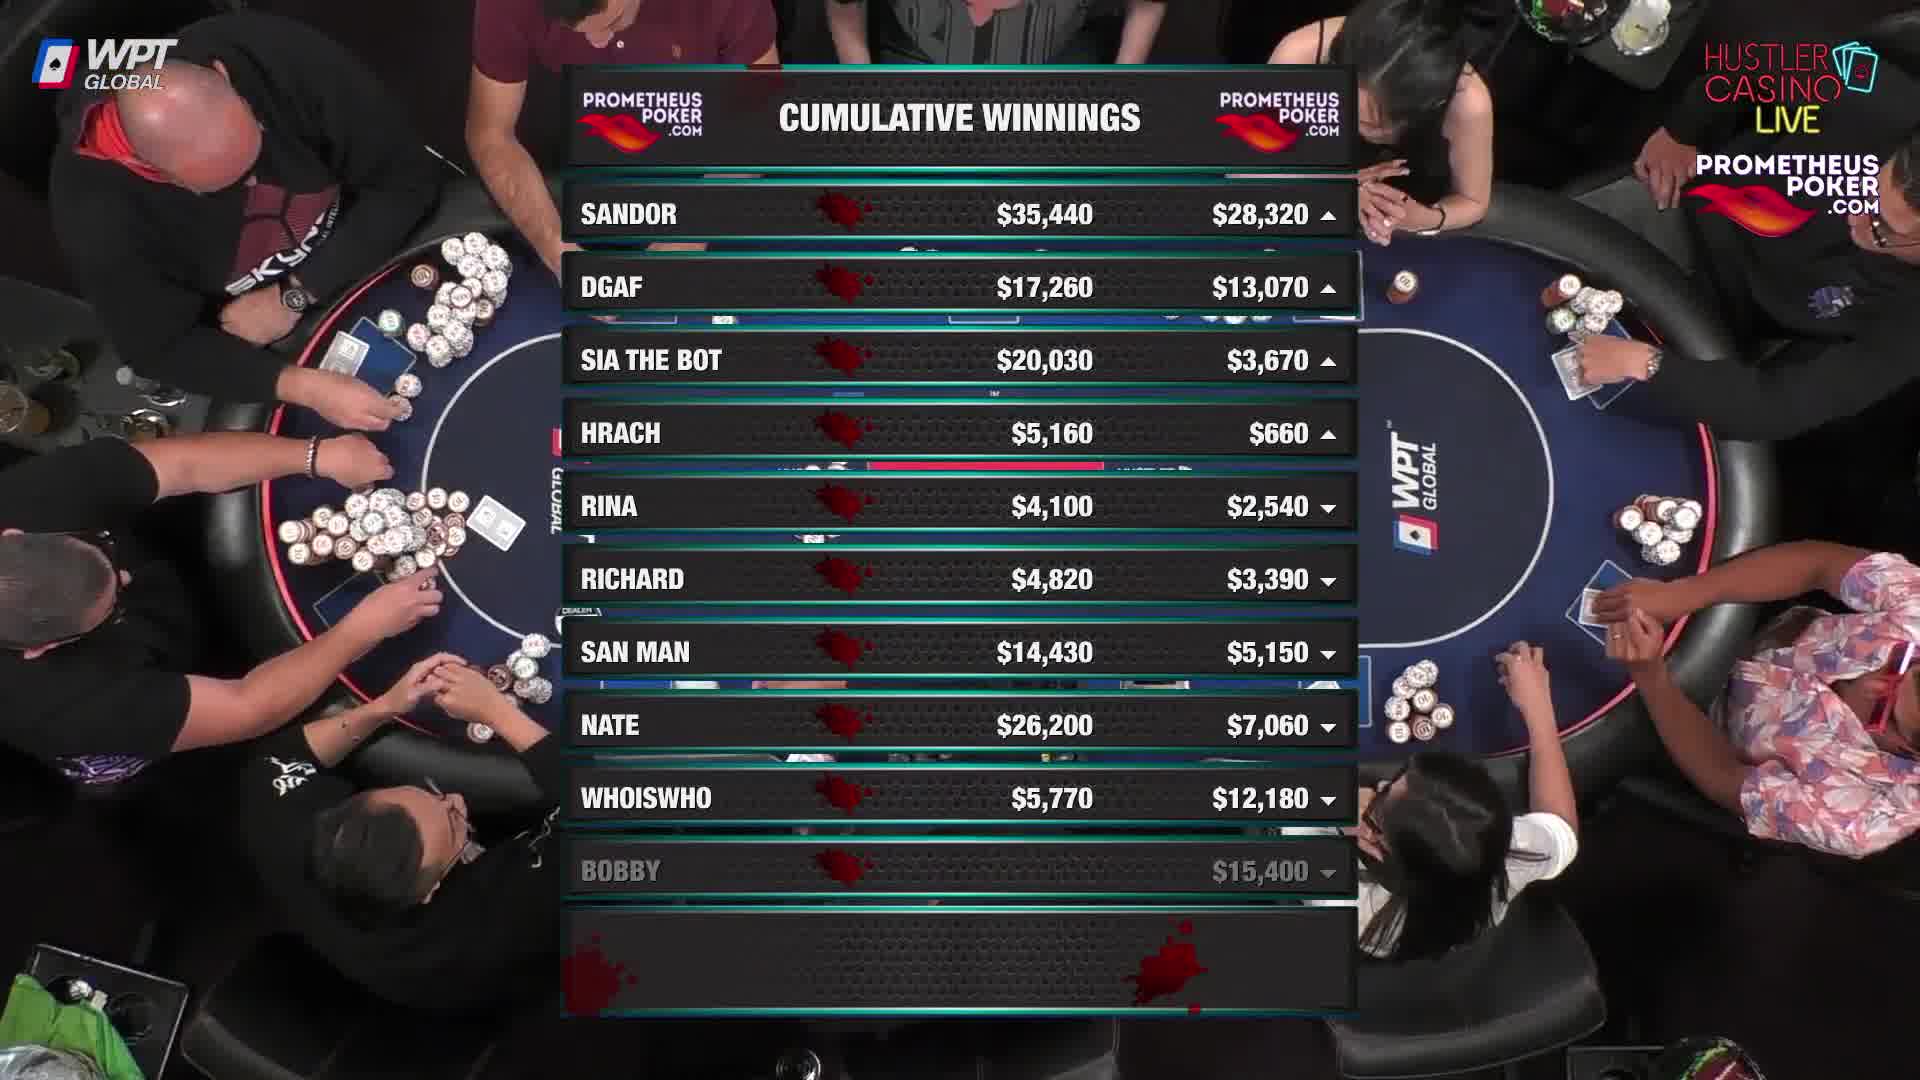 WPT
GLOBAL
HUSTLER
CASINO
LIVE
PROMETHEUS
POKER
.COM
PROMETHEUS
POKER
.COM
CUMULATIVE WINNINGS
PROMETHEUS
POKER
.COM
SANDOR $35,440 $28,320
DGAF $17,260 $13,070
SIA THE BOT $20,030 $3,670
HRACH $5,160 $660
RINA $4,100 $2,540
RICHARD $4,820 $3,390
SAN MAN $14,430 $5,150
NATE $26,200 $7,060
WHOISWHO $5,770 $12,180
BOBBY $15,400
WPT
GLOBAL
DEALER